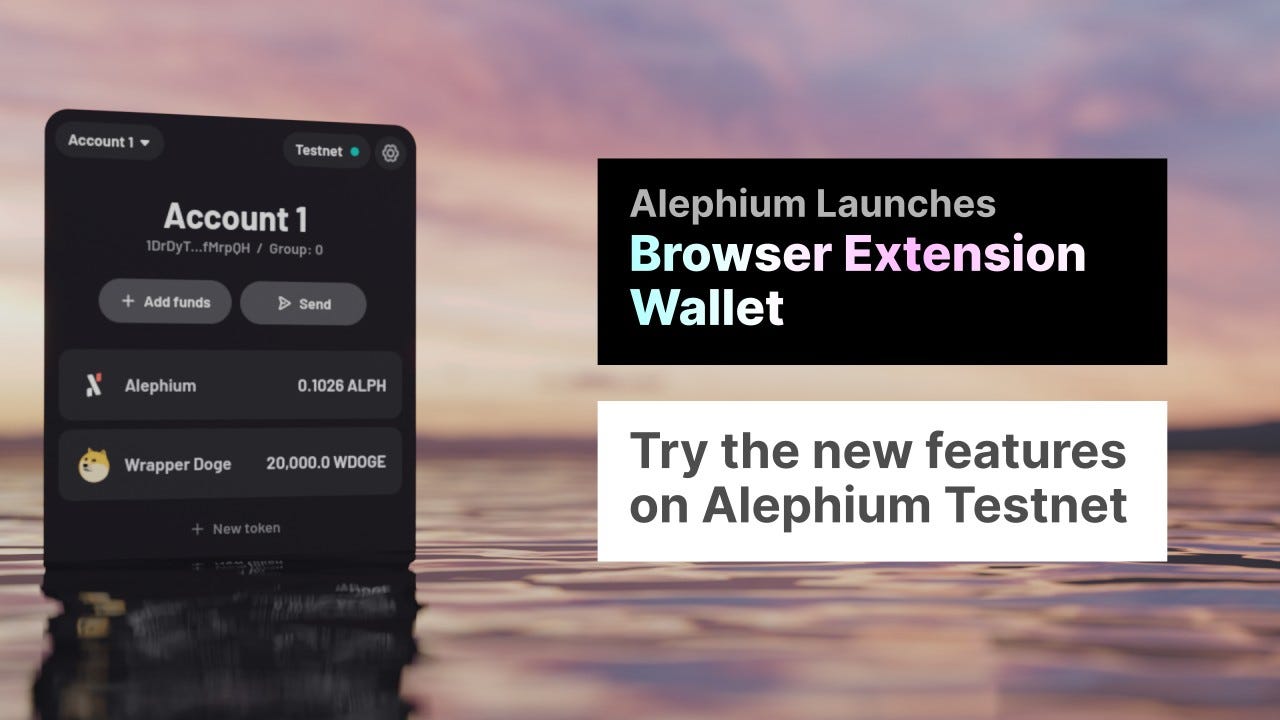 Account 1
Testnet
Account 1
1DrDyT...fMrpQH / Group: 0
+ Add funds
Send
Alephium
0.1026 ALPH
Wrapper Doge
20,000.0 WDOGE
+ New token
Alephium Launches
Browser Extension
Wallet
Try the new features
on Alephium Testnet